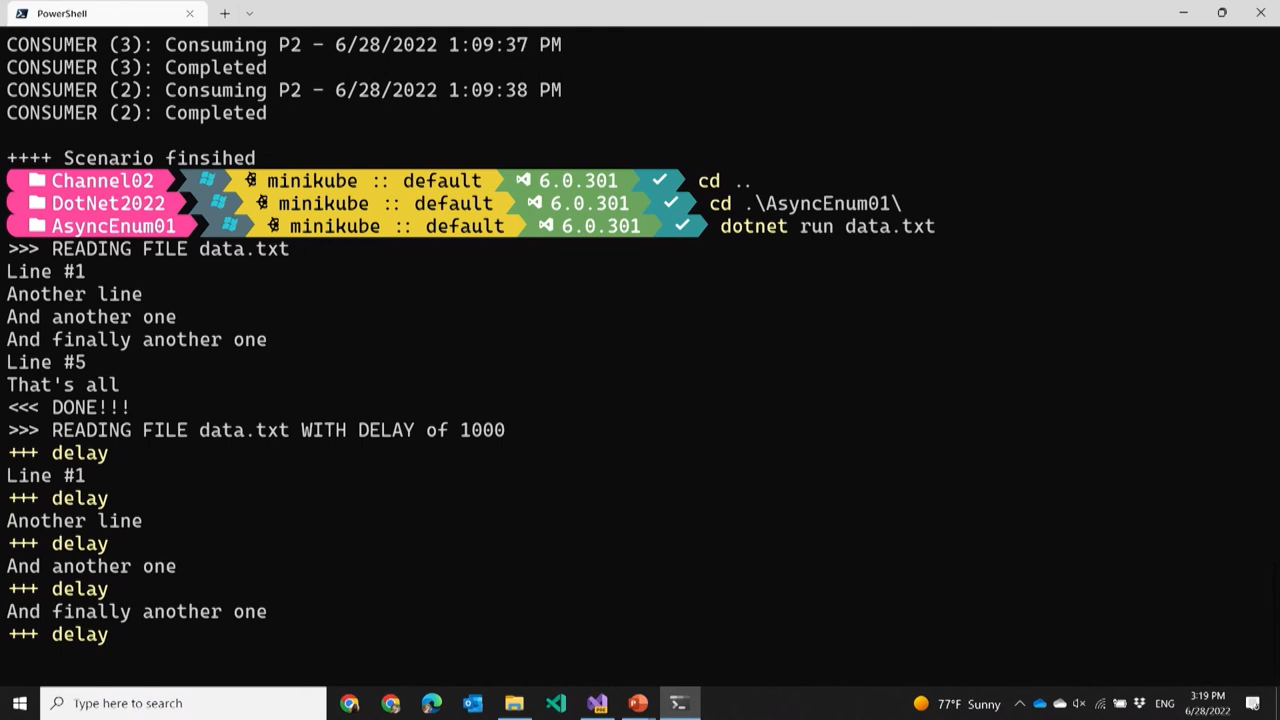 PowerShell
CONSUMER (3): Consuming P2 - 6/28/2022 1:09:37 PM
CONSUMER (3): Completed
CONSUMER (2): Consuming P2 - 6/28/2022 1:09:38 PM
CONSUMER (2): Completed
++++ Scenario finsihed
Channel02 minikube :: default 6.0.301 cd ..
DotNet2022 minikube :: default 6.0.301 cd .\AsyncEnum01\
AsyncEnum01 minikube :: default 6.0.301 dotnet run data.txt
>>> READING FILE data.txt
Line #1
Another line
And another one
And finally another one
Line #5
That's all
<<< DONE!!!
>>> READING FILE data.txt WITH DELAY of 1000
+++ delay
Line #1
+++ delay
Another line
+++ delay
And another one
+++ delay
And finally another one
+++ delay
Type here to search
77°F Sunny
ENG
3:19 PM
6/28/2022